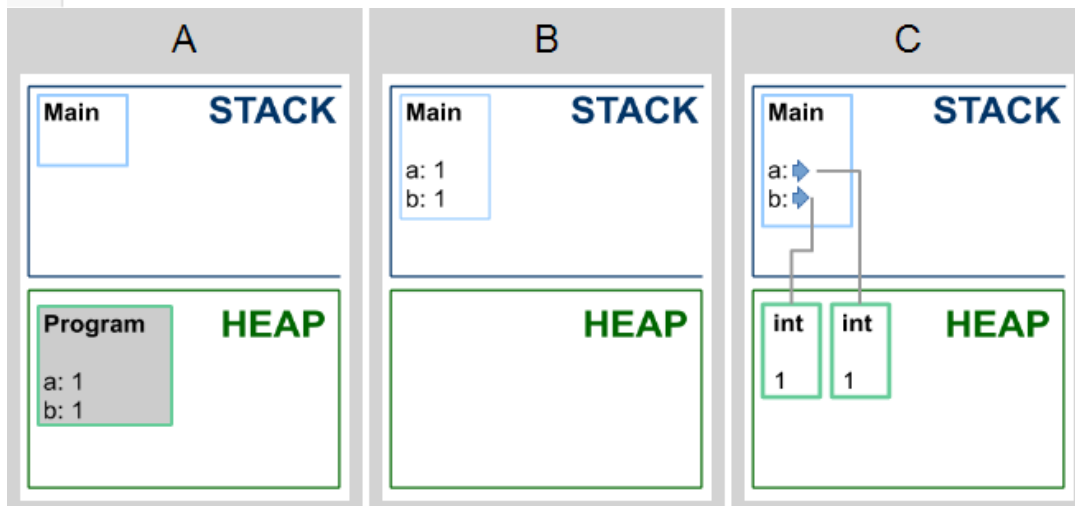 A
Main
STACK
Program
HEAP
a: 1
b: 1
B
Main
STACK
a: 1
b: 1
HEAP
C
Main
STACK
a:
b:
int
int
HEAP
1
1